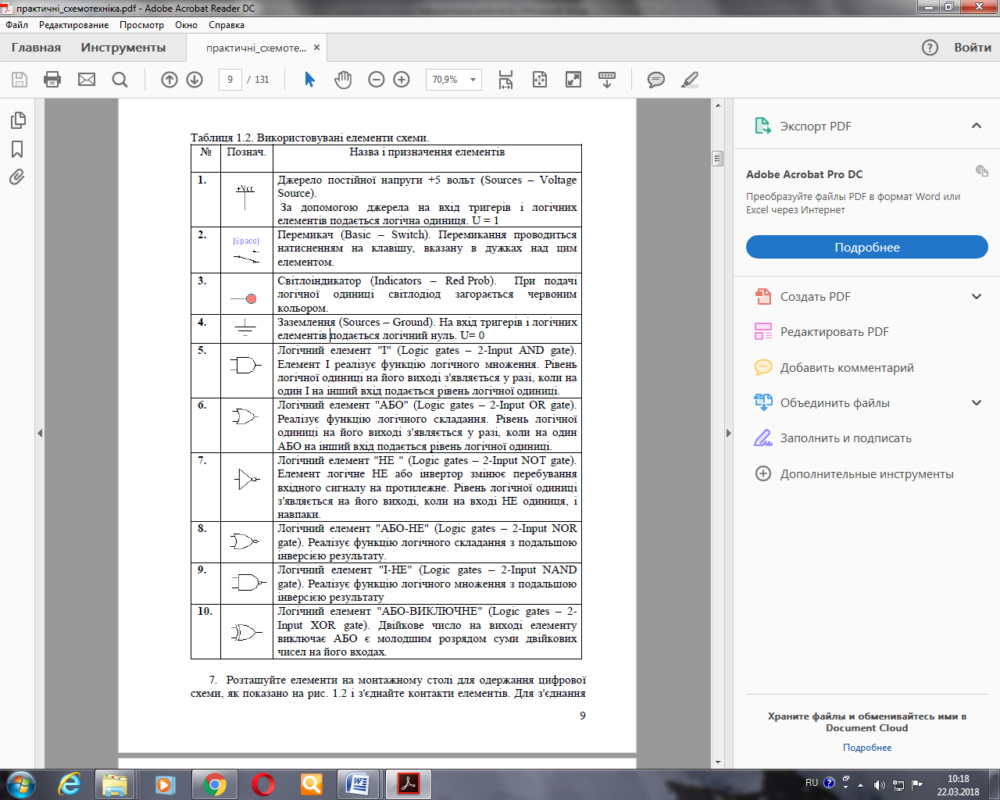 практичні_схемотехніка.pdf - Adobe Acrobat Reader DC
Файл Редактирование Просмотр Окно Справка
Главная Инструменты практичні_схемоте... × Войти
9 / 131 70,9%
Таблиця 1.2. Використовувані елементи схеми.
№ Познач. Назва і призначення елементів
1. +Vcc Джерело постійної напруги +5 вольт (Sources – Voltage
Source).
За допомогою джерела на вхід тригерів і логічних
елементів подається логічна одиниця. U = 1
2. [Space] Перемикач (Basic – Switch). Перемикання проводиться
натисненням на клавішу, вказану в дужках над цим
елементом.
3. Світлоіндикатор (Indicators – Red Prob). При подачі
логічної одиниці світлодіод загорається червоним
кольором.
4. Заземлення (Sources – Ground). На вхід тригерів і логічних
елементів подається логічний нуль. U= 0
5. Логічний елемент "І" (Logic gates – 2-Input AND gate).
Елемент І реалізує функцію логічного множення. Рівень
логічної одиниці на його виході з'являється у разі, коли на
один І на інший вхід подається рівень логічної одиниці.
6. Логічний елемент "АБО" (Logic gates – 2-Input OR gate).
Реалізує функцію логічного складання. Рівень логічної
одиниці на його виході з'являється у разі, коли на один
АБО на інший вхід подається рівень логічної одиниці.
7. Логічний елемент "НЕ " (Logic gates – 2-Input NOT gate).
Елемент логічне НЕ або інвертор змінює перебування
вхідного сигналу на протилежне. Рівень логічної одиниці
з'являється на його виході, коли на вході НЕ одиниця, і
навпаки.
8. Логічний елемент "АБО-НЕ" (Logic gates – 2-Input NOR
gate). Реалізує функцію логічного складання з подальшою
інверсією результату.
9. Логічний елемент "І-НЕ" (Logic gates – 2-Input NAND
gate). Реалізує функцію логічного множення з подальшою
інверсією результату
10. Логічний елемент "АБО-ВИКЛЮЧНЕ" (Logic gates – 2-
Input XOR gate). Двійкове число на виході елементу
виключає АБО є молодшим розрядом суми двійкових
чисел на його входах.
7. Розташуйте елементи на монтажному столі для одержання цифрової
схеми, як показано на рис. 1.2 і з'єднайте контакти елементів. Для з'єднання
9
Экспорт PDF
Adobe Acrobat Pro DC
Преобразуйте файлы PDF в формат Word или
Excel через Интернет
Подробнее
Создать PDF
Редактировать PDF
Добавить комментарий
Объединить файлы
Заполнить и подписать
Дополнительные инструменты
Храните файлы и обменивайтесь ими в
Document Cloud
Подробнее
RU
10:18
22.03.2018